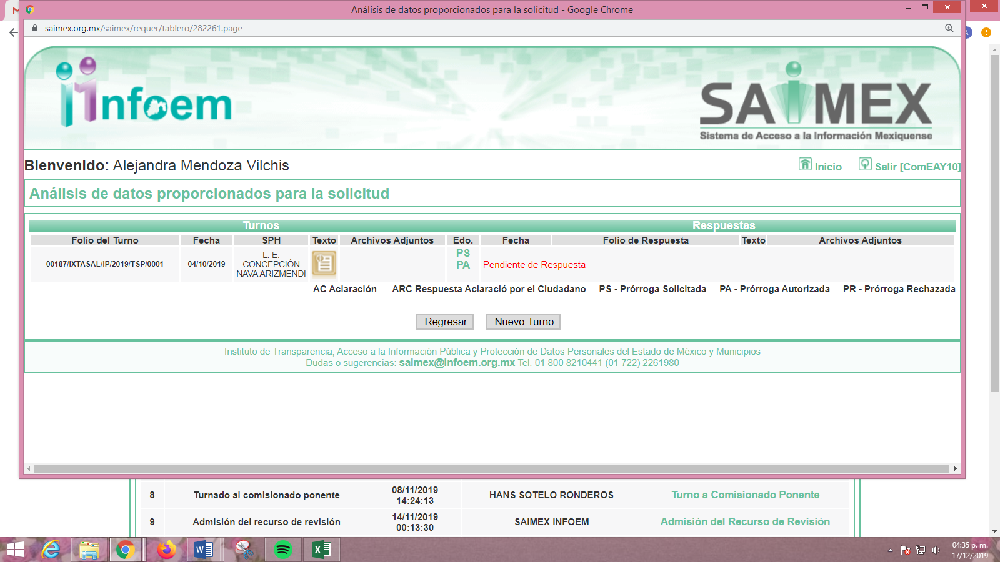 Análisis de datos proporcionados para la solicitud - Google Chrome
saimex.org.mx/saimex/requer/tablero/282261.page
infoem
SAIMEX
Sistema de Acceso a la Información Mexiquense
Bienvenido: Alejandra Mendoza Vilchis
Inicio
Salir [ComEAY10]
Análisis de datos proporcionados para la solicitud
Turnos
Respuestas
Folio del Turno Fecha SPH Texto Archivos Adjuntos Edo. Fecha Folio de Respuesta Texto Archivos Adjuntos
00187/IXTASAL/IP/2019/TSP/0001
04/10/2019
L. E.
CONCEPCIÓN
NAVA ARIZMENDI
PS
PA
Pendiente de Respuesta
AC Aclaración ARC Respuesta Aclaració por el Ciudadano PS - Prórroga Solicitada PA - Prórroga Autorizada PR - Prórroga Rechazada
Regresar
Nuevo Turno
Instituto de Transparencia, Acceso a la Información Pública y Protección de Datos Personales del Estado de México y Municipios
Dudas o sugerencias: saimex@infoem.org.mx Tel. 01 800 8210441 (01 722) 2261980
8
Turnado al comisionado ponente
08/11/2019
14:24:13
HANS SOTELO RONDEROS
Turno a Comisionado Ponente
9
Admisión del recurso de revisión
14/11/2019
00:13:30
SAIMEX INFOEM
Admisión del Recurso de Revisión
04:35 p. m.
17/12/2019